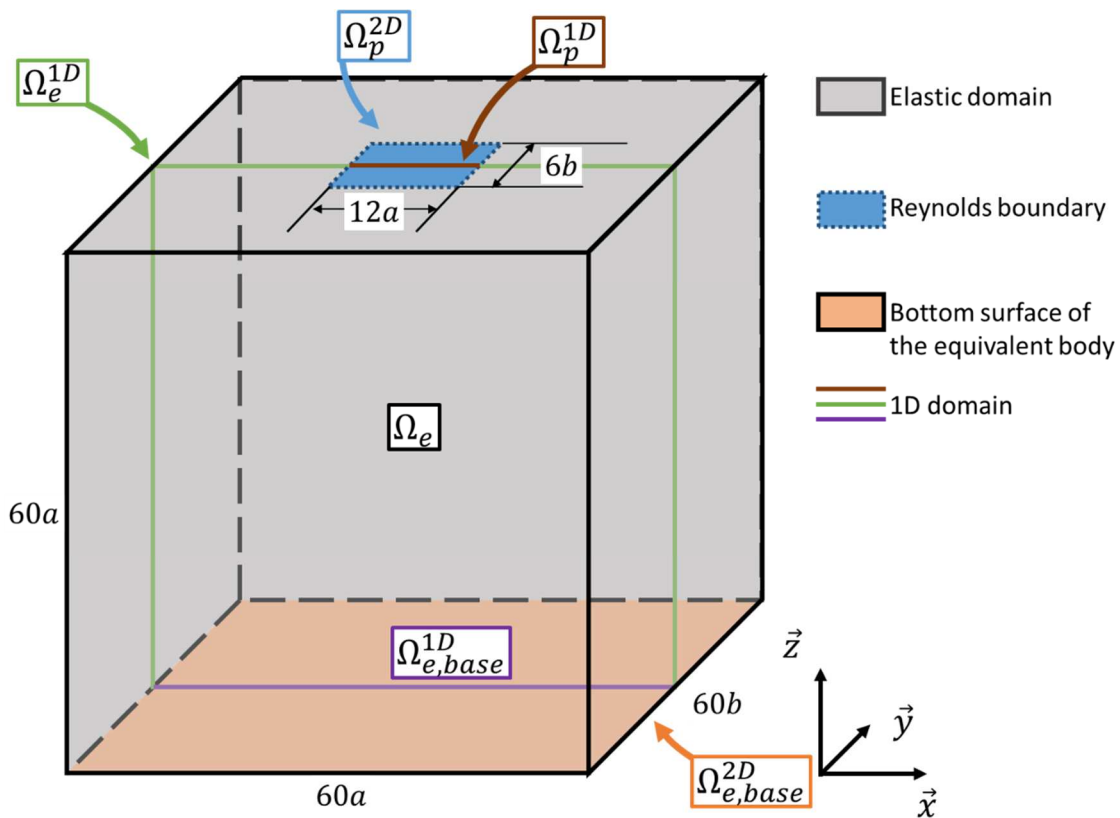 Ω_p^{2D}
Ω_p^{1D}
Ω_e^{1D}
Elastic domain
6b
12a
Reynolds boundary
Bottom surface of
the equivalent body
1D domain
Ω_e
60a
Ω_{e,base}^{1D}
60b
z⃗
y⃗
x⃗
Ω_{e,base}^{2D}
60a